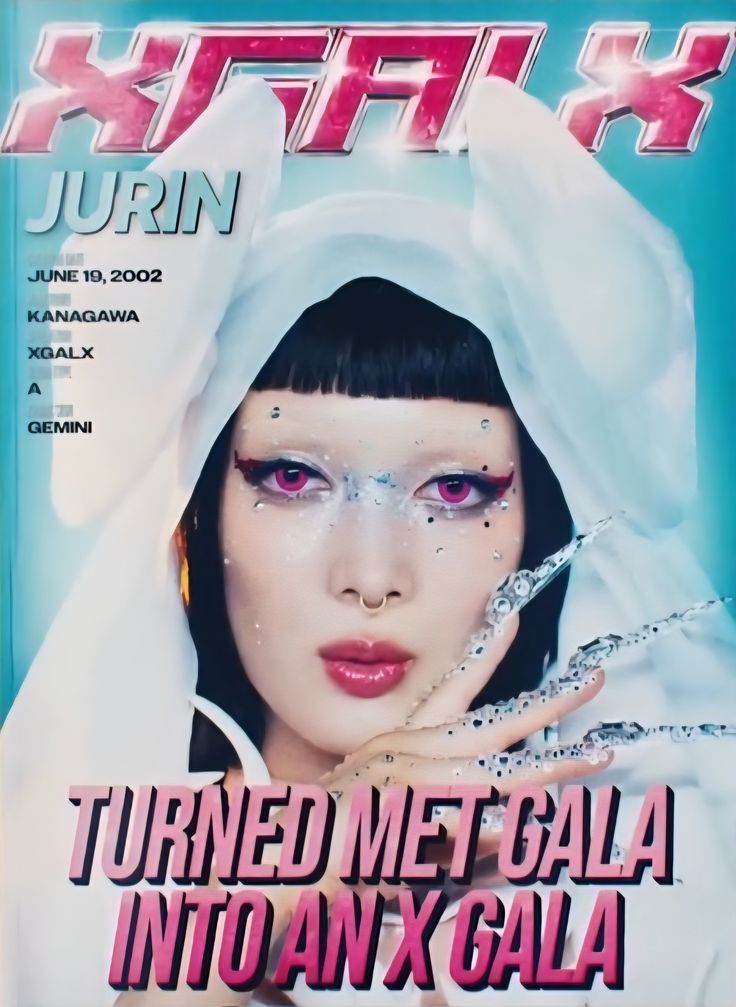 XGALX
JURIN
JUNE 19, 2002
KANAGAWA
XGALX
A
GEMINI
TURNED MET GALA
INTO AN X GALA